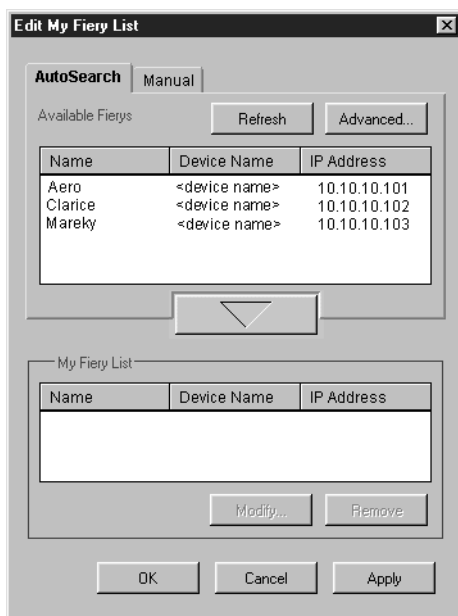 Edit My Fiery List
AutoSearch Manual
Available Fierys Refresh Advanced...
Name Device Name IP Address
Aero <device name> 10.10.10.101
Clarice <device name> 10.10.10.102
Mareky <device name> 10.10.10.103
My Fiery List
Name Device Name IP Address
Modify... Remove
OK Cancel Apply